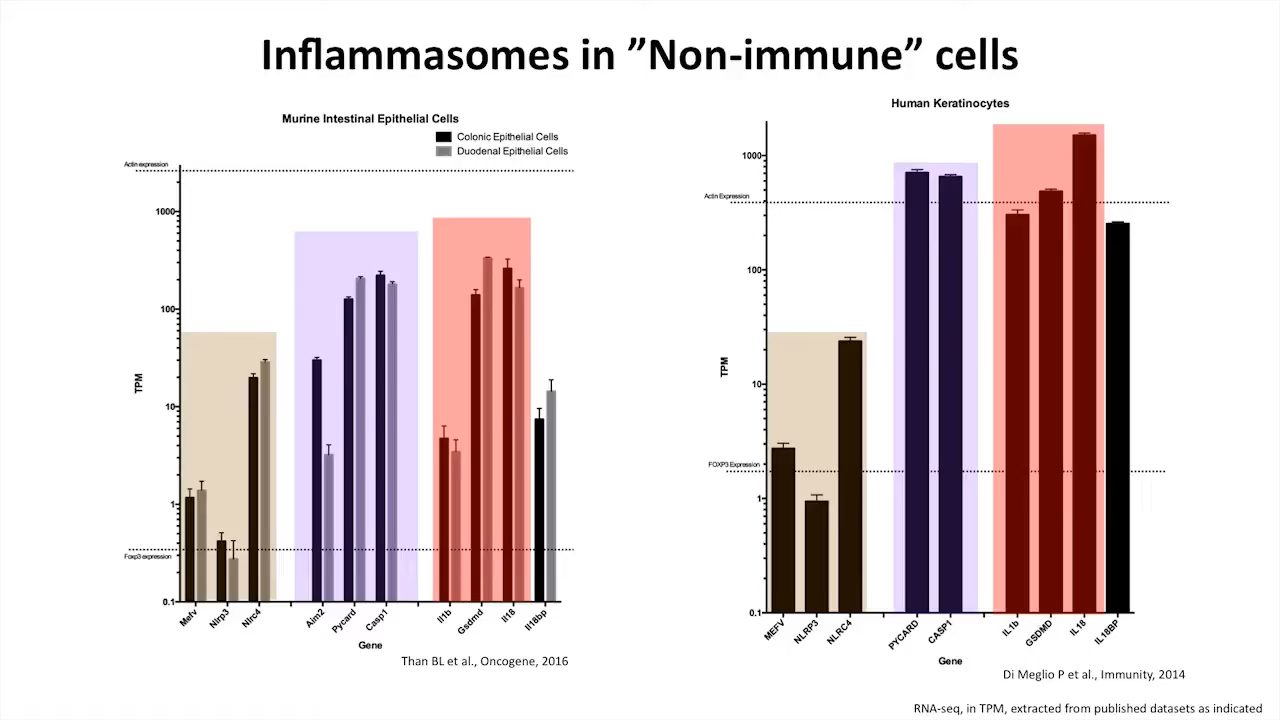 Inflammasomes in ”Non-immune” cells
Murine Intestinal Epithelial Cells
Colonic Epithelial Cells
Duodenal Epithelial Cells
Actin expression
1000
100
10
1
0.1
TPM
Foxp3 expression
Mefv
Nlrp3
Nlrc4
Aim2
Pycard
Casp1
Il1b
Gsdmd
Il18
Il18bp
Gene
Than BL et al., Oncogene, 2016
Human Keratinocytes
1000
Actin Expression
100
10
1
0.1
TPM
FOXP3 Expression
MEFV
NLRP3
NLRC4
PYCARD
CASP1
IL1b
GSDMD
IL18
IL18BP
Gene
Di Meglio P et al., Immunity, 2014
RNA-seq, in TPM, extracted from published datasets as indicated